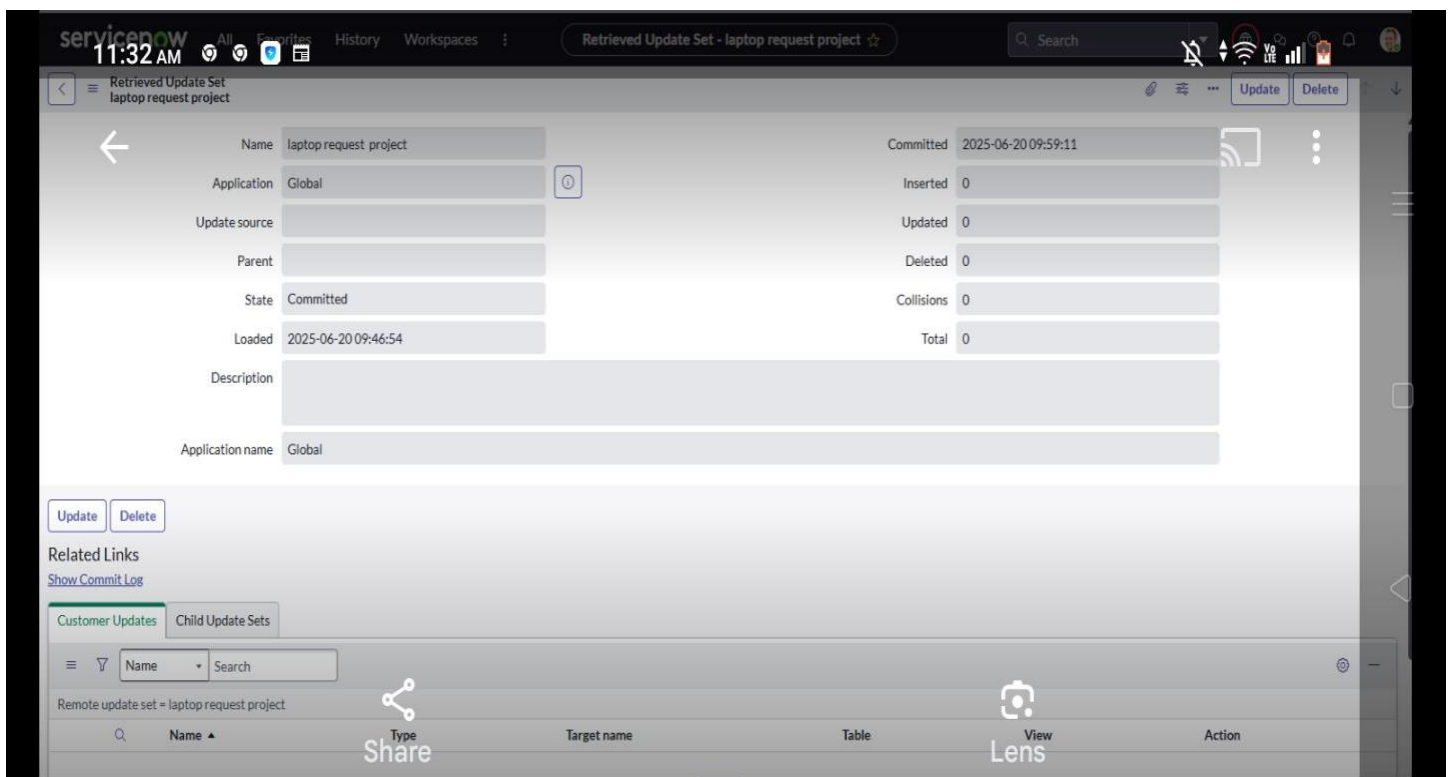 servicenow All Favorites History Workspaces Retrieved Update Set - laptop request project Search
11:32 AM Vo LTE
Retrieved Update Set
laptop request project
Update Delete
Name laptop request project
Committed 2025-06-20 09:59:11
Application Global
Inserted 0
Update source
Updated 0
Parent
Deleted 0
State Committed
Collisions 0
Loaded 2025-06-20 09:46:54
Total 0
Description
Application name Global
Update Delete
Related Links
Show Commit Log
Customer Updates Child Update Sets
Name Search
Remote update set = laptop request project
Name Type Target name Table View Action
Share Lens